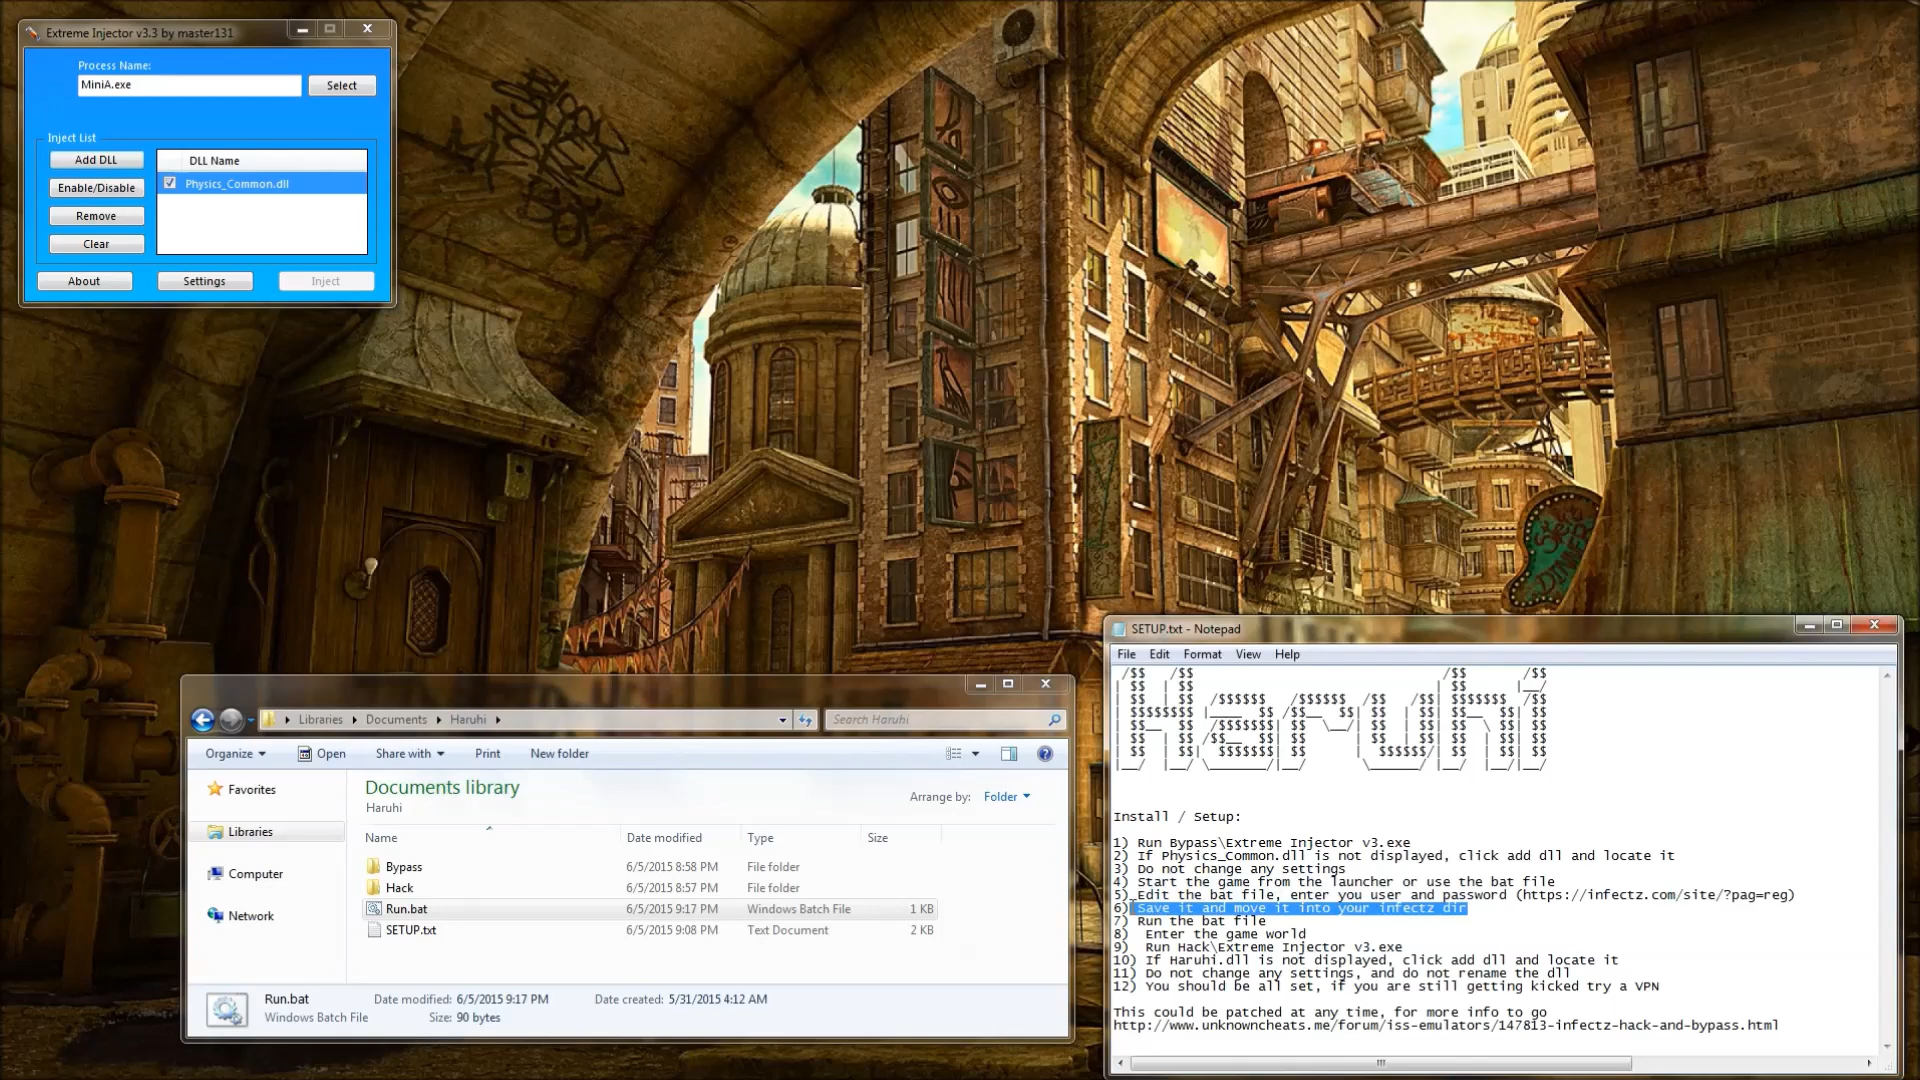 Extreme Injector v3.3 by master131
Process Name:
MiniA.exe
Select
Inject List
Add DLL
DLL Name
Enable/Disable
Physics_Common.dll
Remove
Clear
About
Settings
Inject
Libraries
Documents
Haruhi
Search Haruhi
Organize
Open
Share with
Print
New folder
Favorites
Libraries
Computer
Network
Documents library
Haruhi
Arrange by:
Folder
Name
Date modified
Type
Size
Bypass 6/5/2015 8:58 PM File folder
Hack 6/5/2015 8:57 PM File folder
Run.bat 6/5/2015 9:17 PM Windows Batch File 1 KB
SETUP.txt 6/5/2015 9:08 PM Text Document 2 KB
Run.bat Date modified: 6/5/2015 9:17 PM Date created: 5/31/2015 4:12 AM
Windows Batch File Size: 90 bytes
SETUP.txt - Notepad
File Edit Format View Help
Haruhi
Install / Setup:
1) Run Bypass\Extreme Injector v3.exe
2) If Physics_Common.dll is not displayed, click add dll and locate it
3) Do not change any settings
4) Start the game from the launcher or use the bat file
5) Edit the bat file, enter you user and password (https://infectz.com/site/?pag=reg)
6) Save it and move it into your infectz dir
7) Run the bat file
8) Enter the game world
9) Run Hack\Extreme Injector v3.exe
10) If Haruhi.dll is not displayed, click add dll and locate it
11) Do not change any settings, and do not rename the dll
12) You should be all set, if you are still getting kicked try a VPN
This could be patched at any time, for more info to go
http://www.unknowncheats.me/forum/iss-emulators/147813-infectz-hack-and-bypass.html